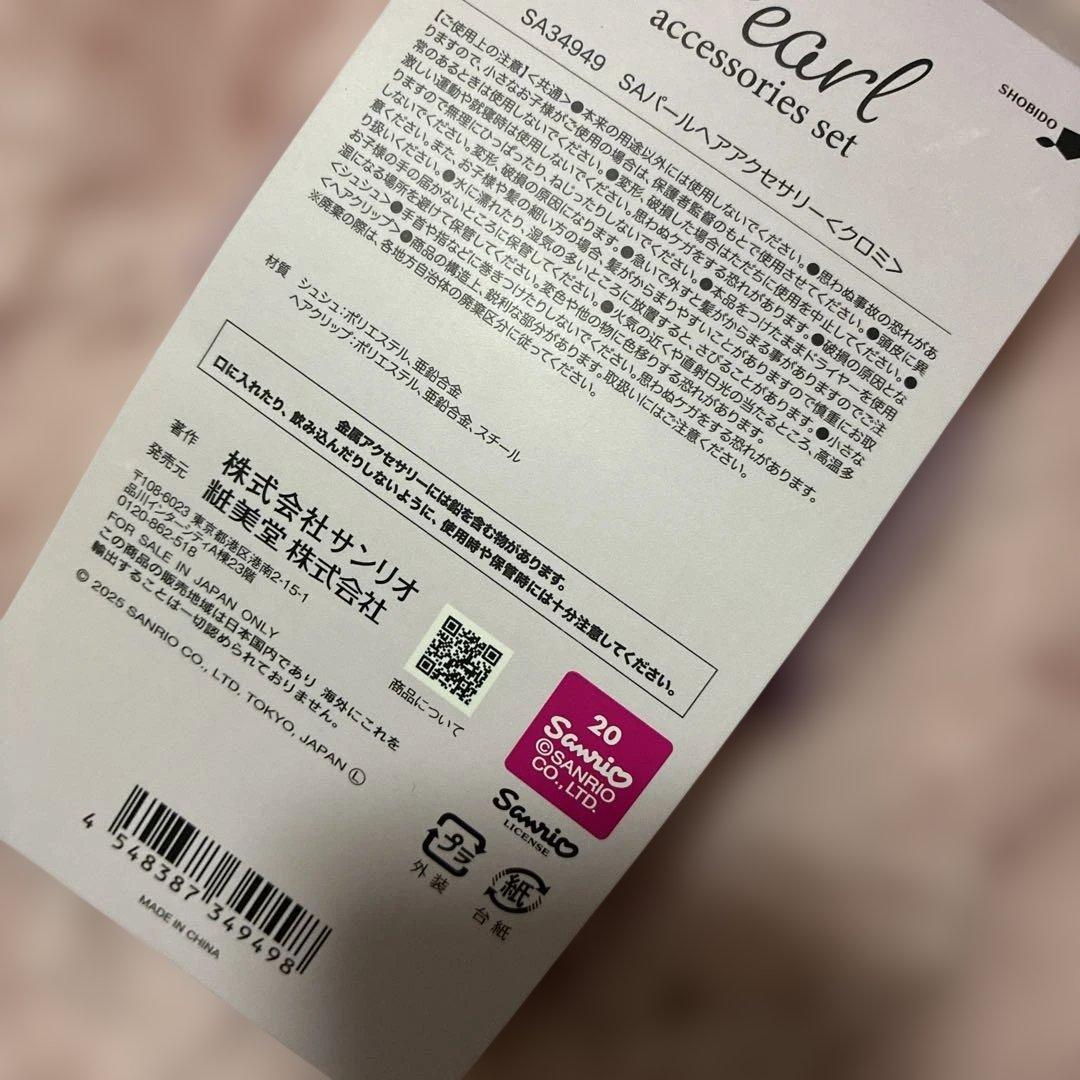 earl
accessories set
SHOBIDO
SA34949 SAパールヘアアクセサリー<クロミ>
【ご使用上の注意】<共通>●本来の用途以外には使用しないでください。●思わぬ事故の恐れがあ
りますので、小さなお子様がご使用の場合は、保護者監督のもとで使用させてください。●頭皮に異
常のあるときは使用しないでください。●変形、破損した場合はただちに使用を中止してください。●
激しい運動や就寝時は使用しないでください。思わぬケガをする恐れがあります。●破損の原因とな
りますので無理にひっぱったり、ねじったりしないでください。●本品をつけたままドライヤーを使用
しないでください。変形、破損の原因になります。●急いで外すと髪がからまる事がありますのでご注
意ください。また、お子様や髪の細い方の場合、髪がからまりやすいことがありますので慎重にお取
り扱いください。●水に濡れたり、湿気の多いところに放置すると、さびることがあります。●小さな
お子様の手の届かないところに保管してください。●火気の近くや直射日光の当たるところ、高温多
湿になる場所を避けて保管してください。変色や他の物に色移りする恐れがあります。
<シュシュ>●手首や指などに巻きつけたりしないでください。思わぬケガをする恐れがあります。
<ヘアクリップ>●商品の構造上、鋭利な部分があります。取扱いにはご注意ください。
※廃棄の際は、各地方自治体の廃棄区分に従ってください。
材質 シュシュ:ポリエステル、亜鉛合金
ヘアクリップ:ポリエステル、亜鉛合金、スチール
金属アクセサリーには鉛を含む物があります。
口に入れたり、飲み込んだりしないように、使用時や保管時には十分注意してください。
著作 株式会社サンリオ
発売元 粧美堂 株式会社
〒108-6023 東京都港区港南2-15-1
品川インターシティA棟23階
0120-862-518
FOR SALE IN JAPAN ONLY
この商品の販売地域は日本国内であり 海外にこれを
輸出することは一切認められておりません。
© 2025 SANRIO CO., LTD. TOKYO, JAPAN Ⓛ
商品について
20
Sanrio
©SANRIO
CO., LTD.
Sanrio
LICENSE
プラ
外装
紙
台紙
4 548387 349498
MADE IN CHINA